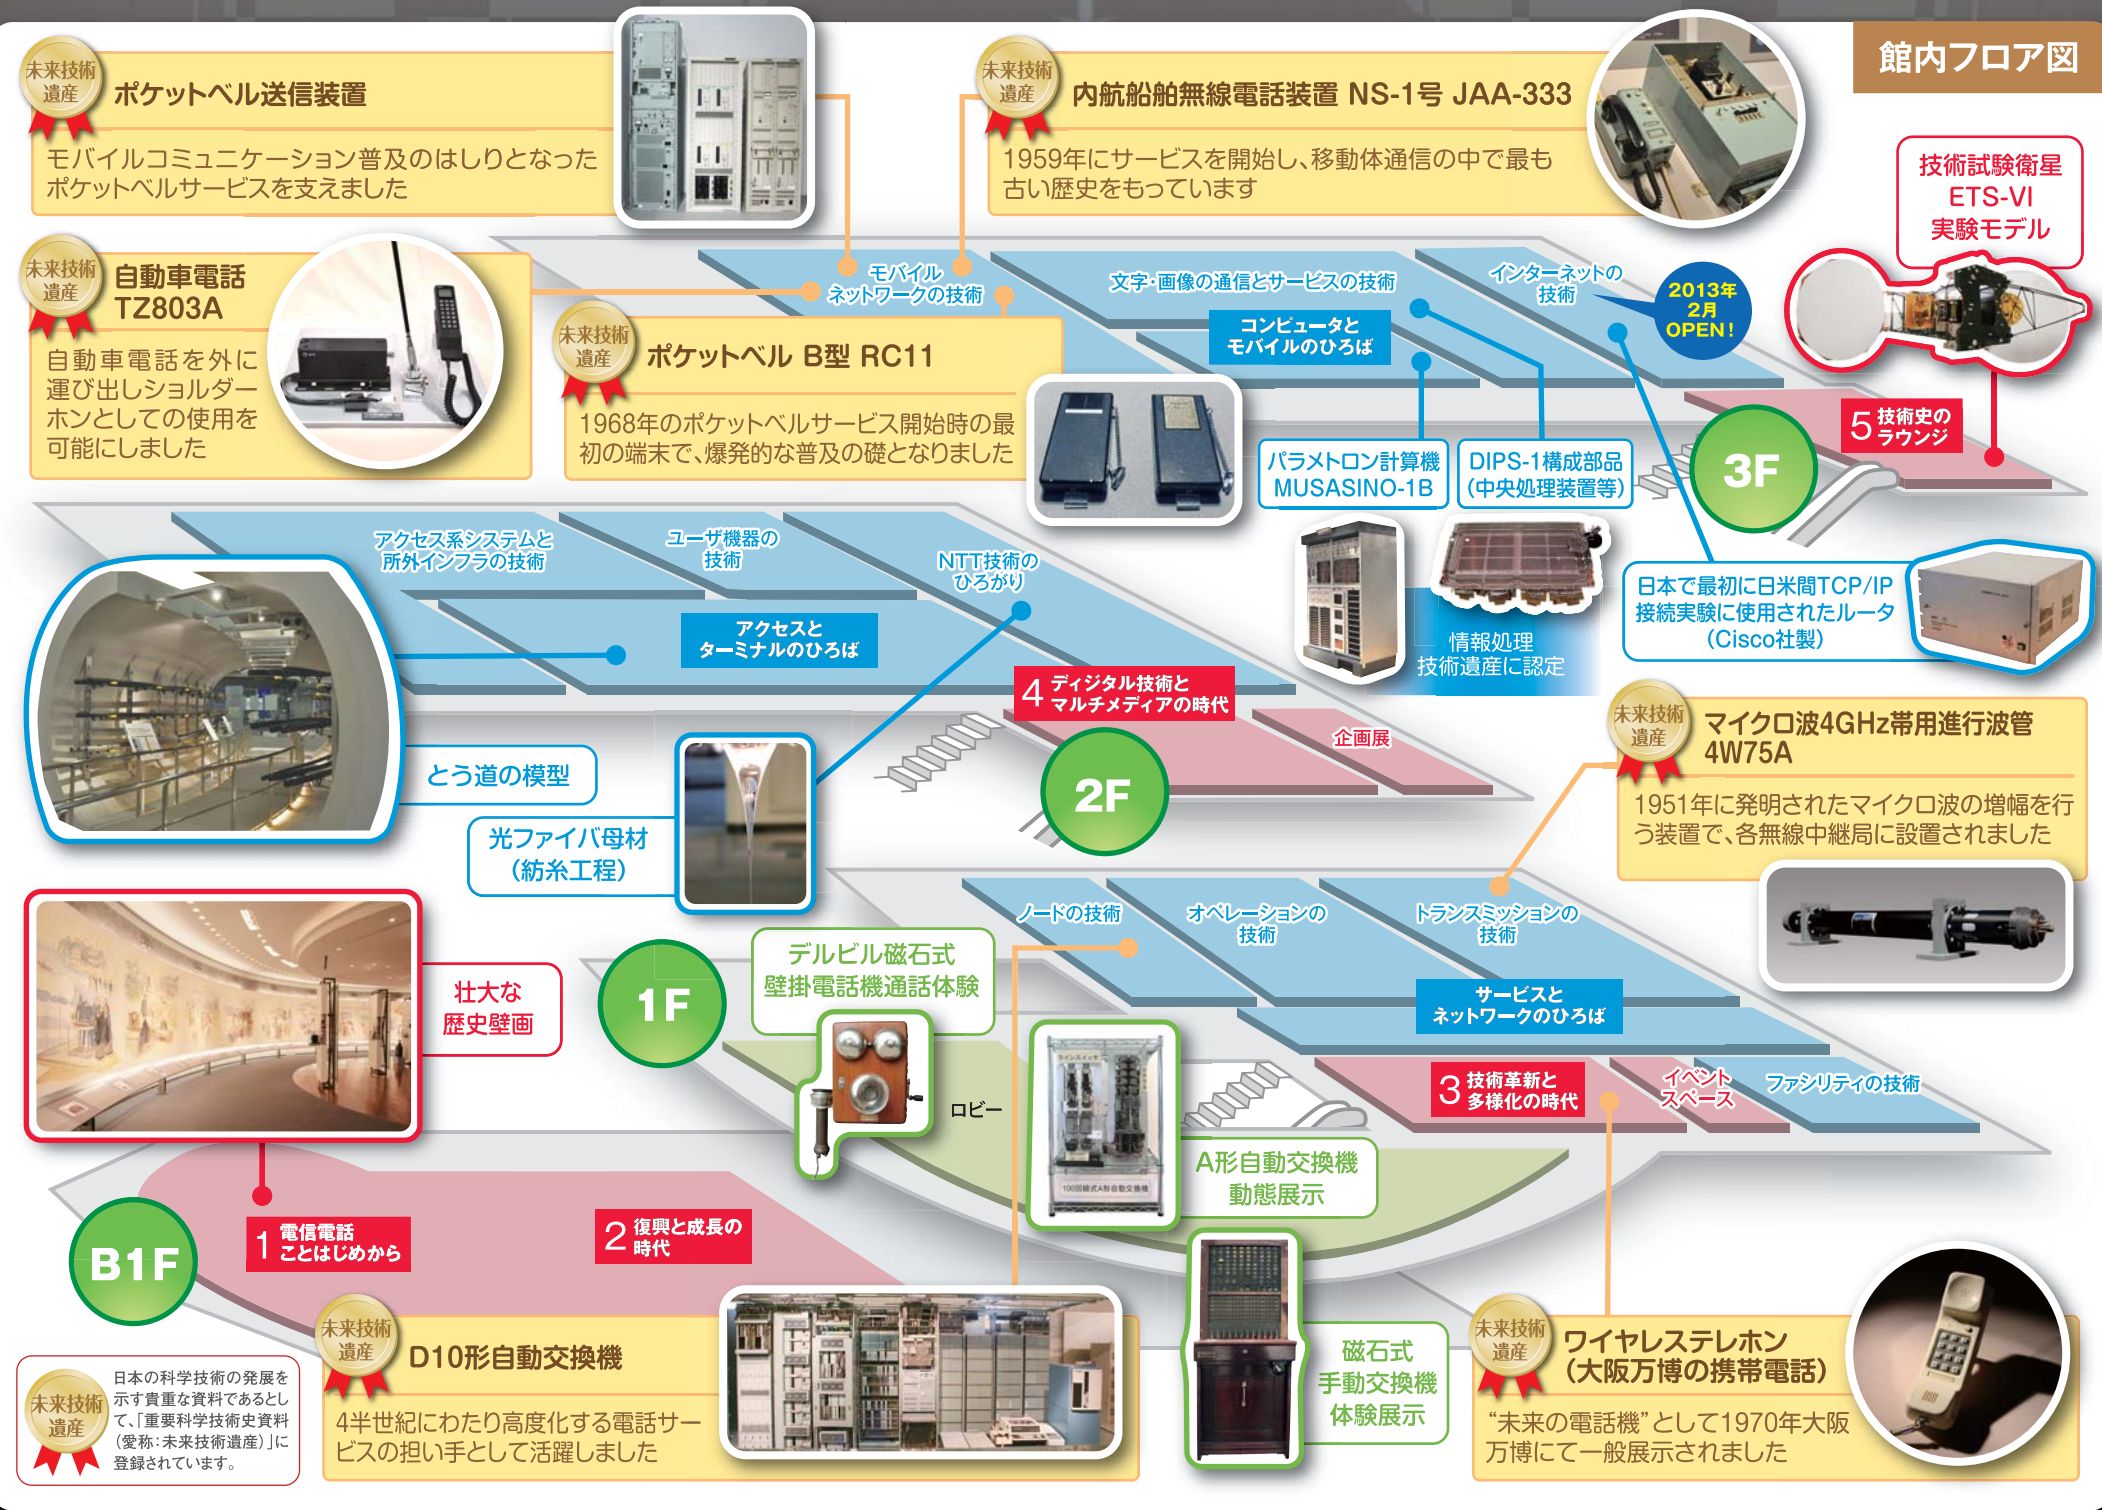 館内フロア図
未来技術
遺産
ポケットベル送信装置
モバイルコミュニケーション普及のはしりとなった
ポケットベルサービスを支えました
未来技術
遺産
内航船舶無線電話装置 NS-1号 JAA-333
1959年にサービスを開始し、移動体通信の中で最も
古い歴史をもっています
技術試験衛星
ETS-VI
実験モデル
未来技術
遺産
自動車電話
TZ803A
自動車電話を外に
運び出しショルダー
ホンとしての使用を
可能にしました
モバイル
ネットワークの技術
文字・画像の通信とサービスの技術
インターネットの
技術
2013年
2月
OPEN!
コンピュータと
モバイルのひろば
未来技術
遺産
ポケットベル B型 RC11
1968年のポケットベルサービス開始時の最
初の端末で、爆発的な普及の礎となりました
パラメトロン計算機
MUSASINO-1B
DIPS-1構成部品
(中央処理装置等)
3F
5 技術史の
ラウンジ
情報処理
技術遺産に認定
日本で最初に日米間TCP/IP
接続実験に使用されたルータ
(Cisco社製)
アクセス系システムと
所外インフラの技術
ユーザ機器の
技術
NTT技術の
ひろがり
アクセスと
ターミナルのひろば
4 ディジタル技術と
マルチメディアの時代
企画展
2F
とう道の模型
光ファイバ母材
(紡糸工程)
未来技術
遺産
マイクロ波4GHz帯用進行波管
4W75A
1951年に発明されたマイクロ波の増幅を行
う装置で、各無線中継局に設置されました
ノードの技術
オペレーションの
技術
トランスミッションの
技術
サービスと
ネットワークのひろば
1F
デルビル磁石式
壁掛電話機通話体験
壮大な
歴史壁画
ロビー
ラインスイッチ
100回線式A形自動交換機
3 技術革新と
多様化の時代
イベント
スペース
ファシリティの技術
A形自動交換機
動態展示
B1F
1 電信電話
ことはじめから
2 復興と成長の
時代
未来技術
遺産
D10形自動交換機
4半世紀にわたり高度化する電話サー
ビスの担い手として活躍しました
磁石式
手動交換機
体験展示
未来技術
遺産
ワイヤレステレホン
(大阪万博の携帯電話)
“未来の電話機”として1970年大阪
万博にて一般展示されました
未来技術
遺産
日本の科学技術の発展を
示す貴重な資料であるとし
て、「重要科学技術史資料
(愛称:未来技術遺産)」に
登録されています。